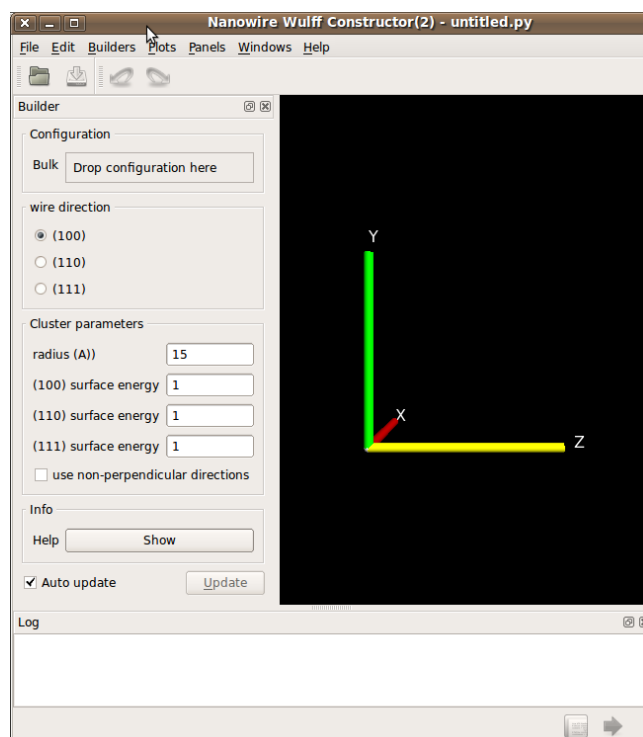 Nanowire Wulff Constructor(2) - untitled.py
File Edit Builders Plots Panels Windows Help
Builder
Configuration
Bulk Drop configuration here
wire direction
(100)
(110)
(111)
Cluster parameters
radius (A)) 15
(100) surface energy 1
(110) surface energy 1
(111) surface energy 1
use non-perpendicular directions
Info
Help Show
Auto update Update
Y
X
Z
Log